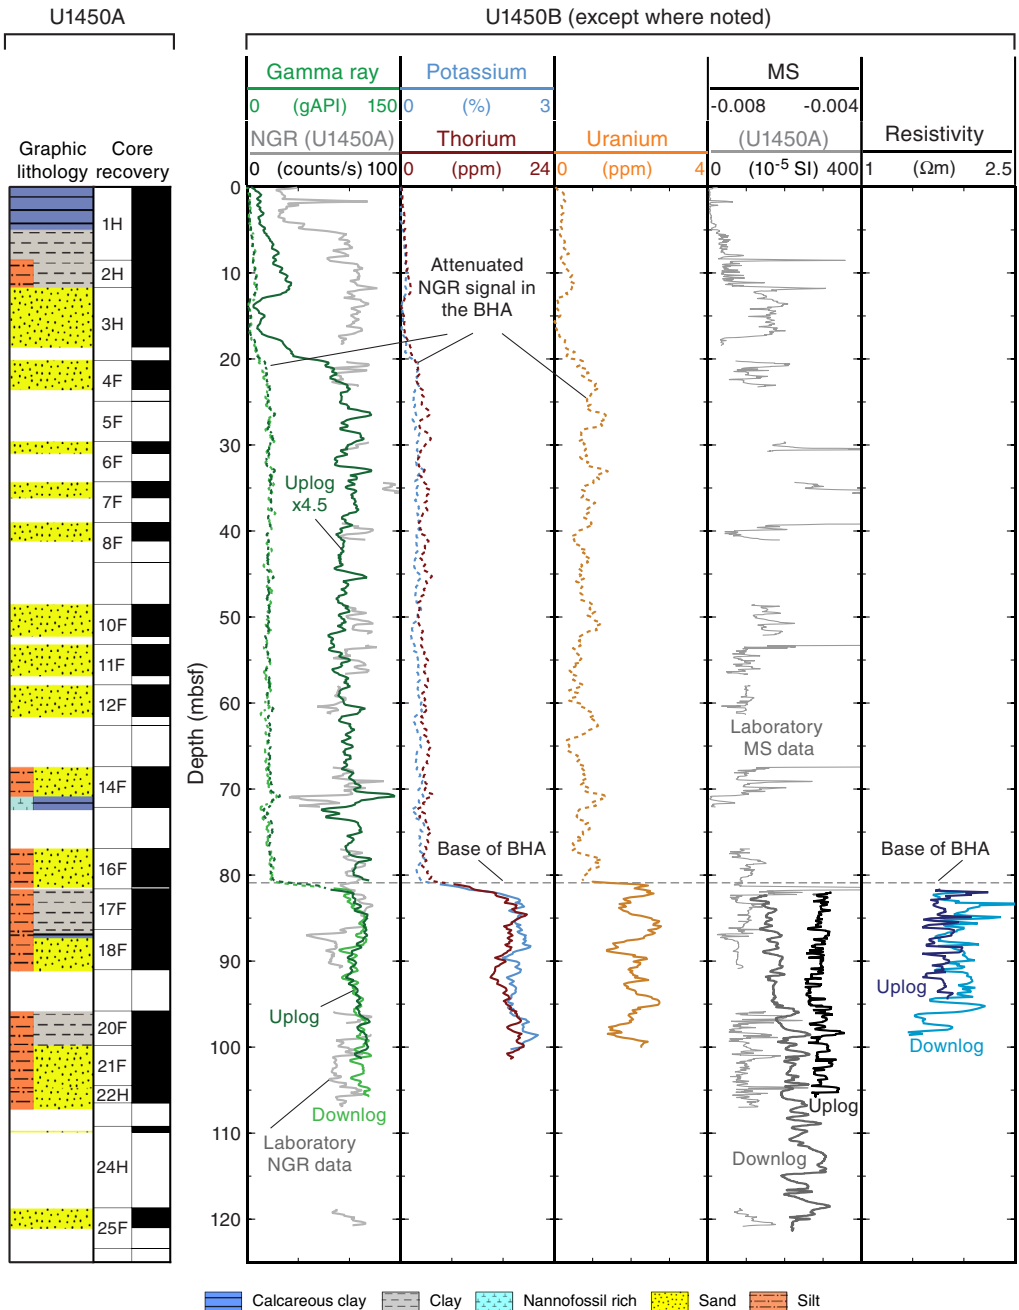 U1450A
U1450B (except where noted)
Gamma ray
0 (gAPI) 150
NGR (U1450A)
0 (counts/s) 100
Potassium
0 (%) 3
Thorium
0 (ppm) 24
Uranium
0 (ppm) 4
MS
-0.008 -0.004
(U1450A)
0 (10-5 SI) 400
Resistivity
1 (Ωm) 2.5
Graphic
lithology
Core
recovery
1H
2H
3H
4F
5F
6F
7F
8F
10F
11F
12F
14F
16F
17F
18F
20F
21F
22H
24H
25F
Depth (mbsf)
0
10
20
30
40
50
60
70
80
90
100
110
120
Attenuated
NGR signal in
the BHA
Uplog
x4.5
Laboratory
MS data
Base of BHA
Base of BHA
Uplog
Downlog
Laboratory
NGR data
Uplog
Downlog
Uplog
Downlog
Calcareous clay
Clay
Nannofossil rich
Sand
Silt